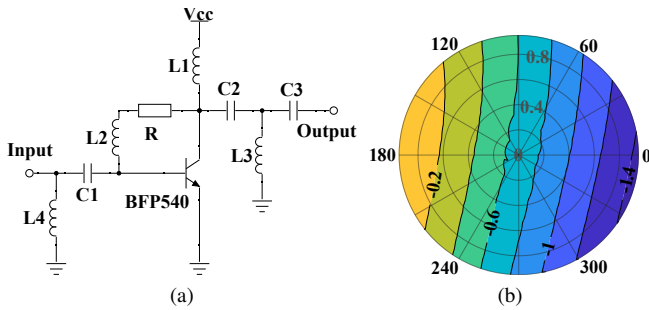 Vcc
L1
C2
C3
L2
R
Output
Input
L3
C1
BFP540
L4
(a)
120
60
0.8
0.4
180
0
0
-0.2
-0.6
-1
-1.4
240
300
(b)